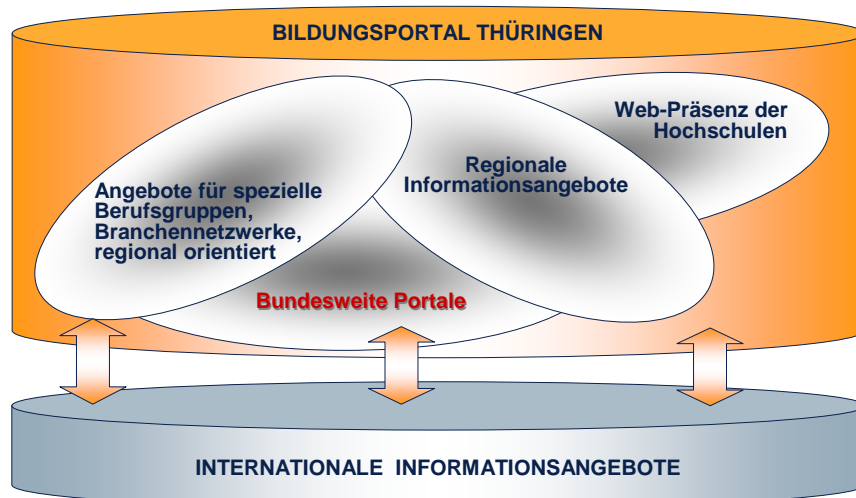 BILDUNGSPORTAL THÜRINGEN
Web-Präsenz der
Hochschulen
Regionale
Informationsangebote
Angebote für spezielle
Berufsgruppen,
Branchennetzwerke,
regional orientiert
Bundesweite Portale
INTERNATIONALE INFORMATIONSANGEBOTE